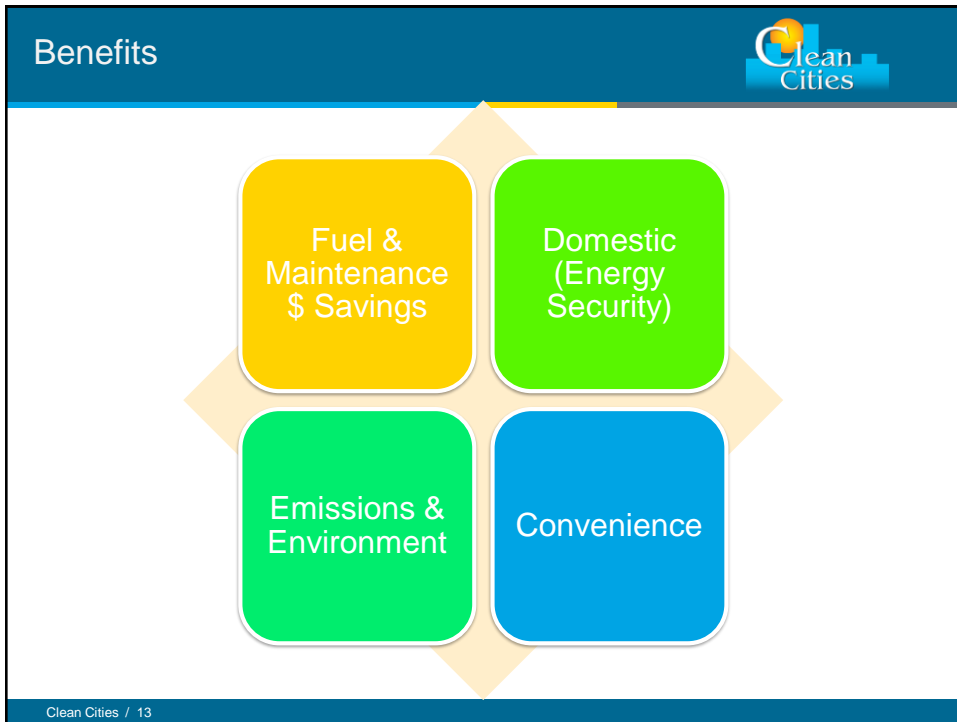 Benefits
Clean
Cities
Fuel &
Maintenance
$ Savings
Domestic
(Energy
Security)
Emissions &
Environment
Convenience
Clean Cities / 13